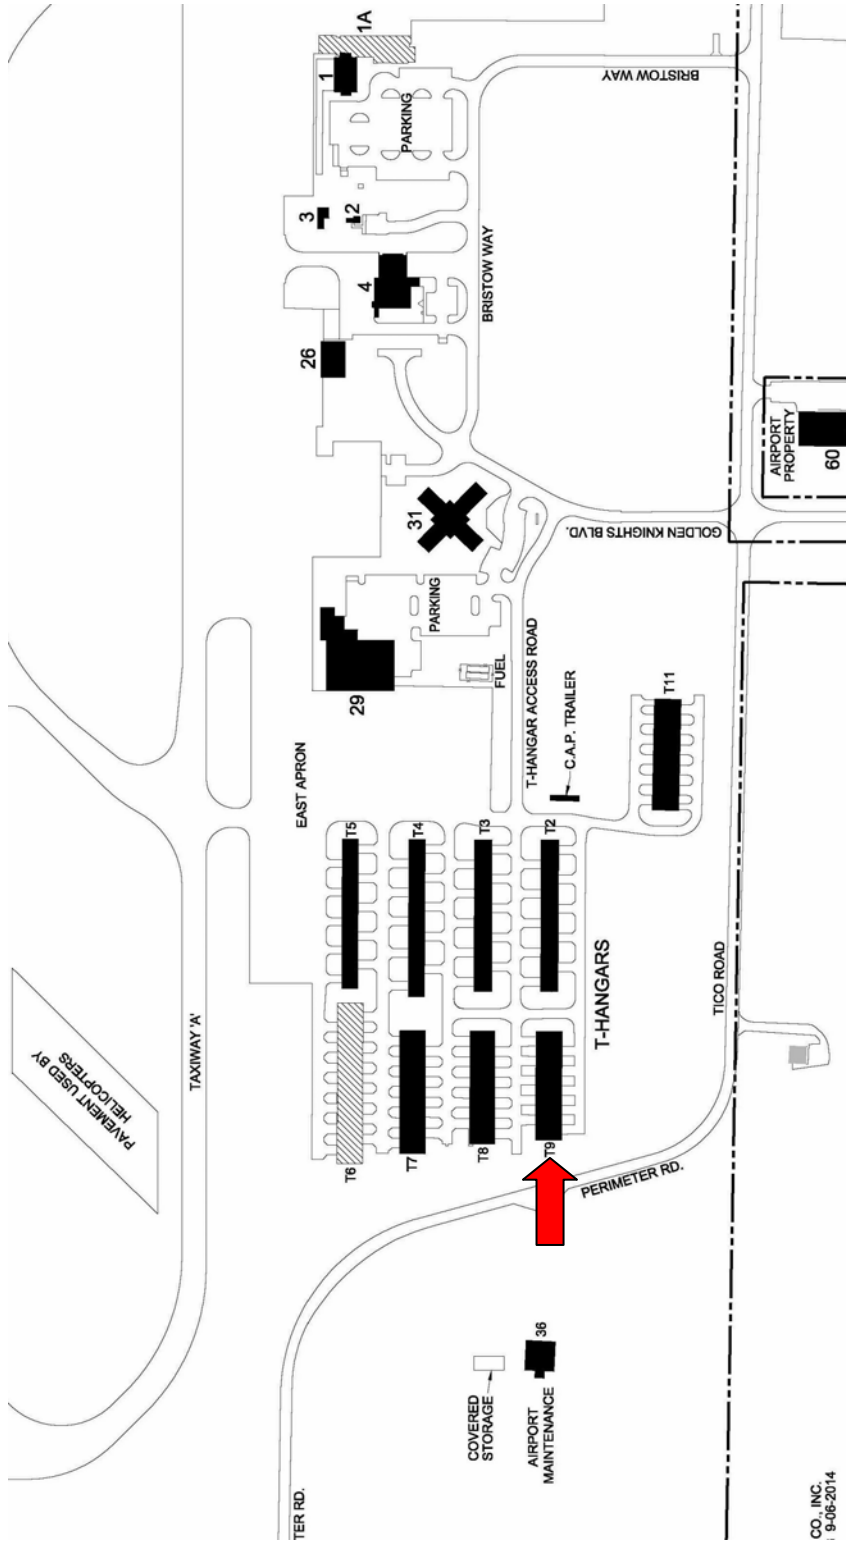 1A
1
PARKING
BRISTOW WAY
3
2
4
BRISTOW WAY
26
AIRPORT
PROPERTY
60
31
GOLDEN KNIGHTS BLVD.
PARKING
29
FUEL
T-HANGAR ACCESS ROAD
C.A.P. TRAILER
T11
EAST APRON
T5
T4
T3
T2
T-HANGARS
TICO ROAD
TAXIWAY 'A'
PAVEMENT USED BY
HELICOPTERS
T6
T7
T8
T9
PERIMETER RD.
36
COVERED
STORAGE
AIRPORT
MAINTENANCE
TER RD.
CO., INC.
9-06-2014